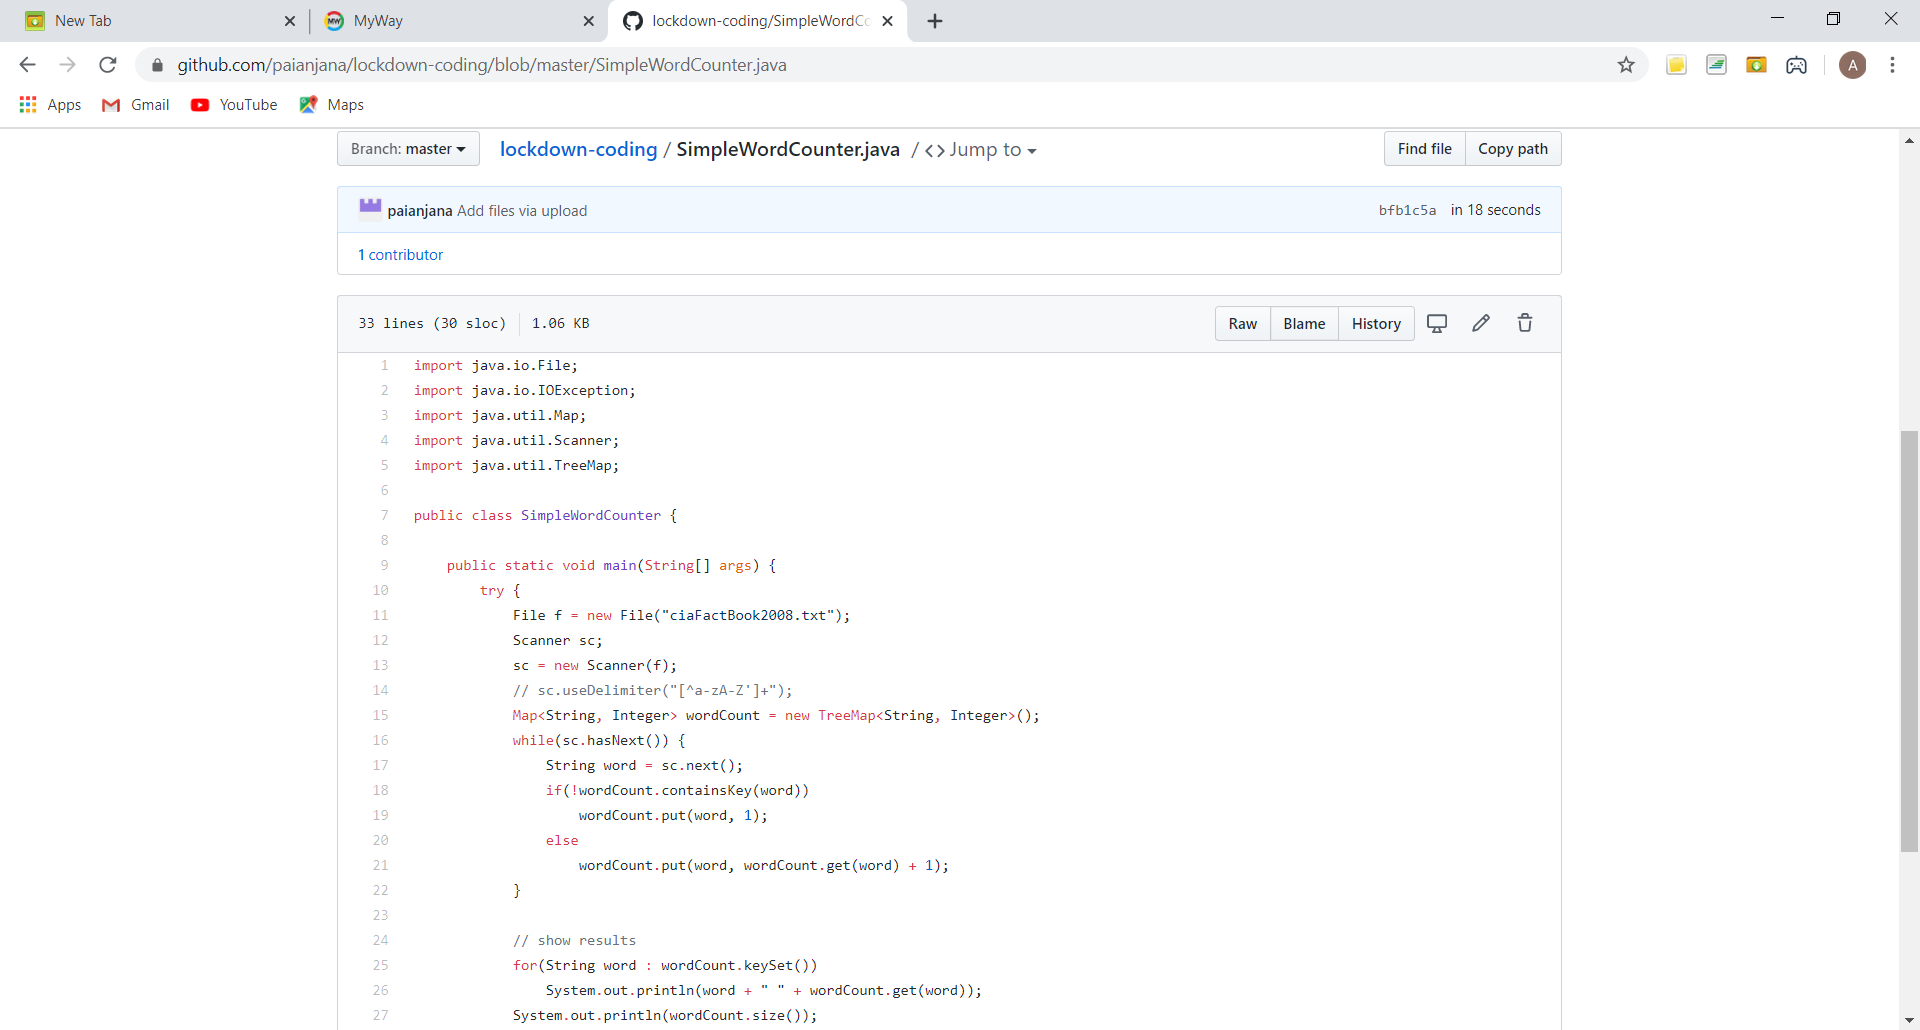 New Tab
MyWay
lockdown-coding/SimpleWordCo
github.com/paianjana/lockdown-coding/blob/master/SimpleWordCounter.java
A
Apps
Gmail
YouTube
Maps
Branch: master
lockdown-coding / SimpleWordCounter.java / <> Jump to
Find file
Copy path
paianjana Add files via upload
bfb1c5a in 18 seconds
1 contributor
33 lines (30 sloc)
1.06 KB
Raw
Blame
History
1 import java.io.File;
2 import java.io.IOException;
3 import java.util.Map;
4 import java.util.Scanner;
5 import java.util.TreeMap;
6
7 public class SimpleWordCounter {
8
9     public static void main(String[] args) {
10         try {
11             File f = new File("ciaFactBook2008.txt");
12             Scanner sc;
13             sc = new Scanner(f);
14             // sc.useDelimiter("[^a-zA-Z']+");
15             Map<String, Integer> wordCount = new TreeMap<String, Integer>();
16             while(sc.hasNext()) {
17                 String word = sc.next();
18                 if(!wordCount.containsKey(word))
19                     wordCount.put(word, 1);
20                 else
21                     wordCount.put(word, wordCount.get(word) + 1);
22             }
23
24             // show results
25             for(String word : wordCount.keySet())
26                 System.out.println(word + " " + wordCount.get(word));
27             System.out.println(wordCount.size());